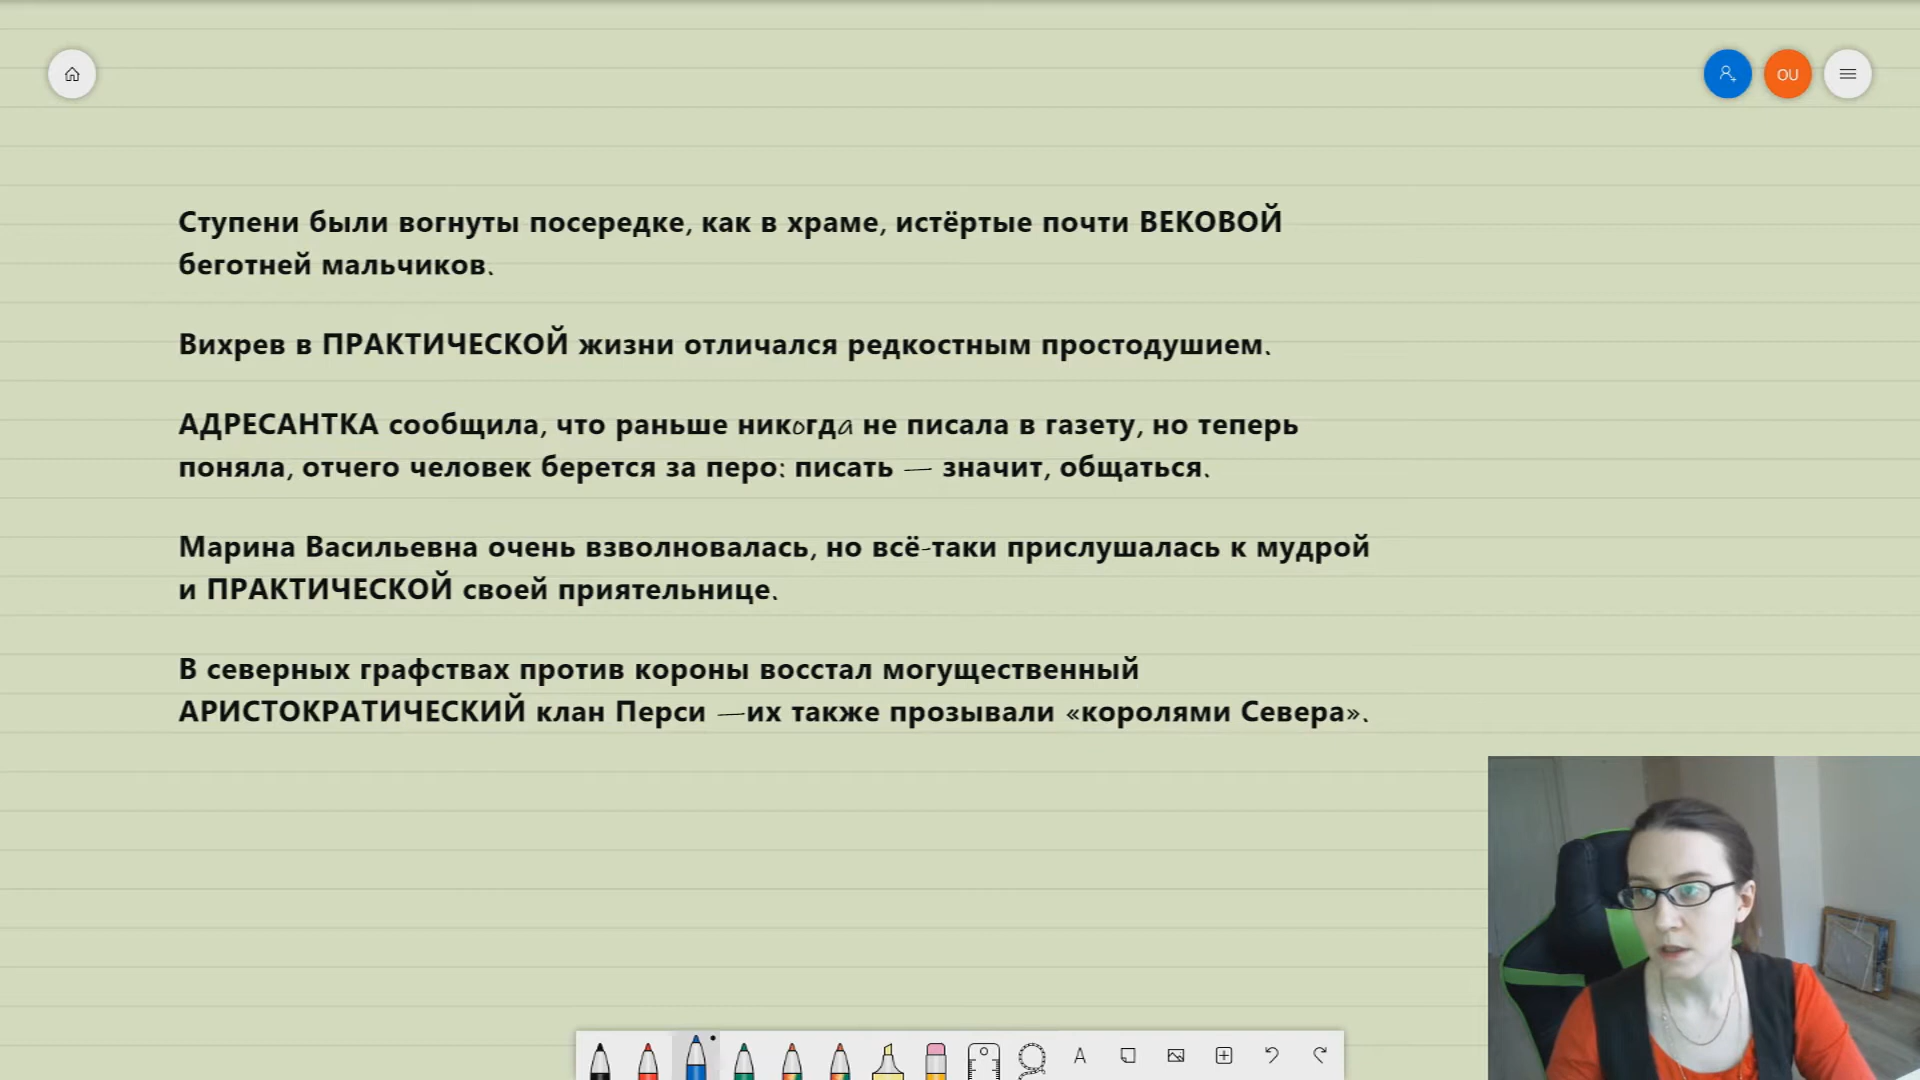 OU
Ступени были вогнуты посередке, как в храме, истёртые почти ВЕКОВОЙ
беготней мальчиков.
Вихрев в ПРАКТИЧЕСКОЙ жизни отличался редкостным простодушием.
АДРЕСАНТКА сообщила, что раньше никогда не писала в газету, но теперь
поняла, отчего человек берется за перо: писать — значит, общаться.
Марина Васильевна очень взволновалась, но всё-таки прислушалась к мудрой
и ПРАКТИЧЕСКОЙ своей приятельнице.
В северных графствах против короны восстал могущественный
АРИСТОКРАТИЧЕСКИЙ клан Перси —их также прозывали «королями Севера».
A